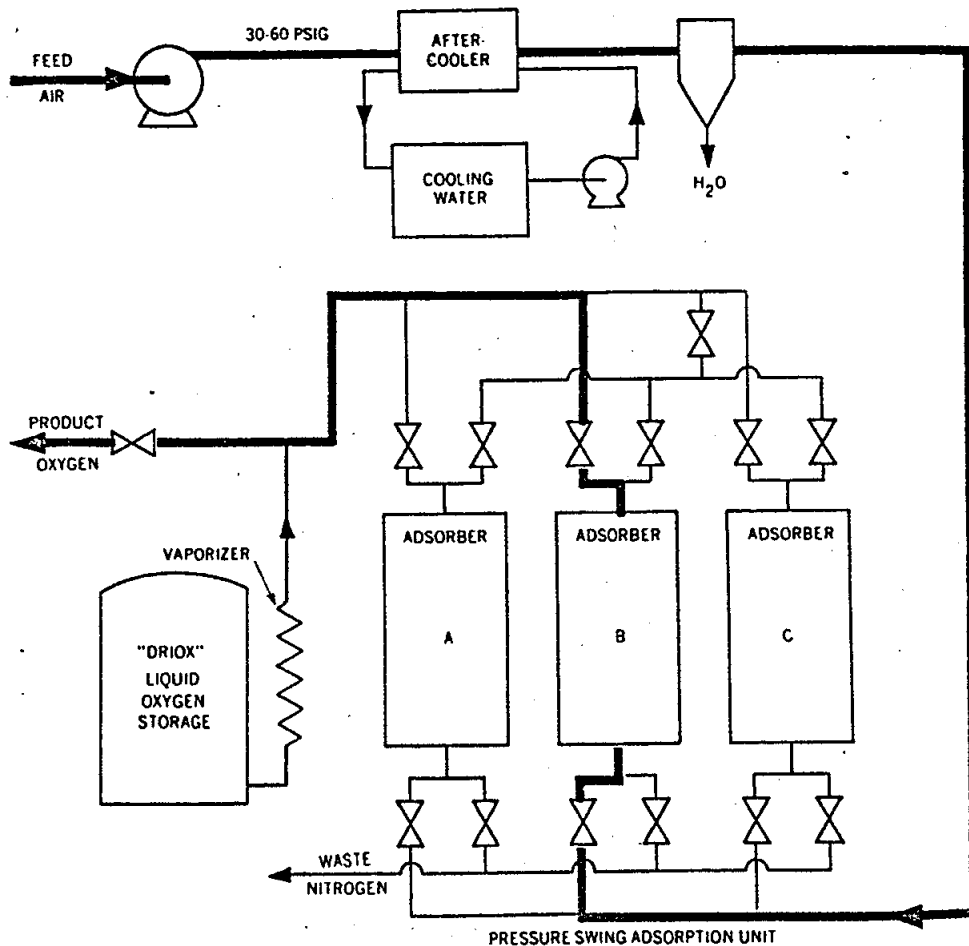 30-60 PSIG
FEED
AIR
AFTER-
COOLER
COOLING
WATER
H₂O
PRODUCT
OXYGEN
VAPORIZER
"DRIOX"
LIQUID
OXYGEN
STORAGE
ADSORBER
A
ADSORBER
B
ADSORBER
C
WASTE
NITROGEN
PRESSURE SWING ADSORPTION UNIT